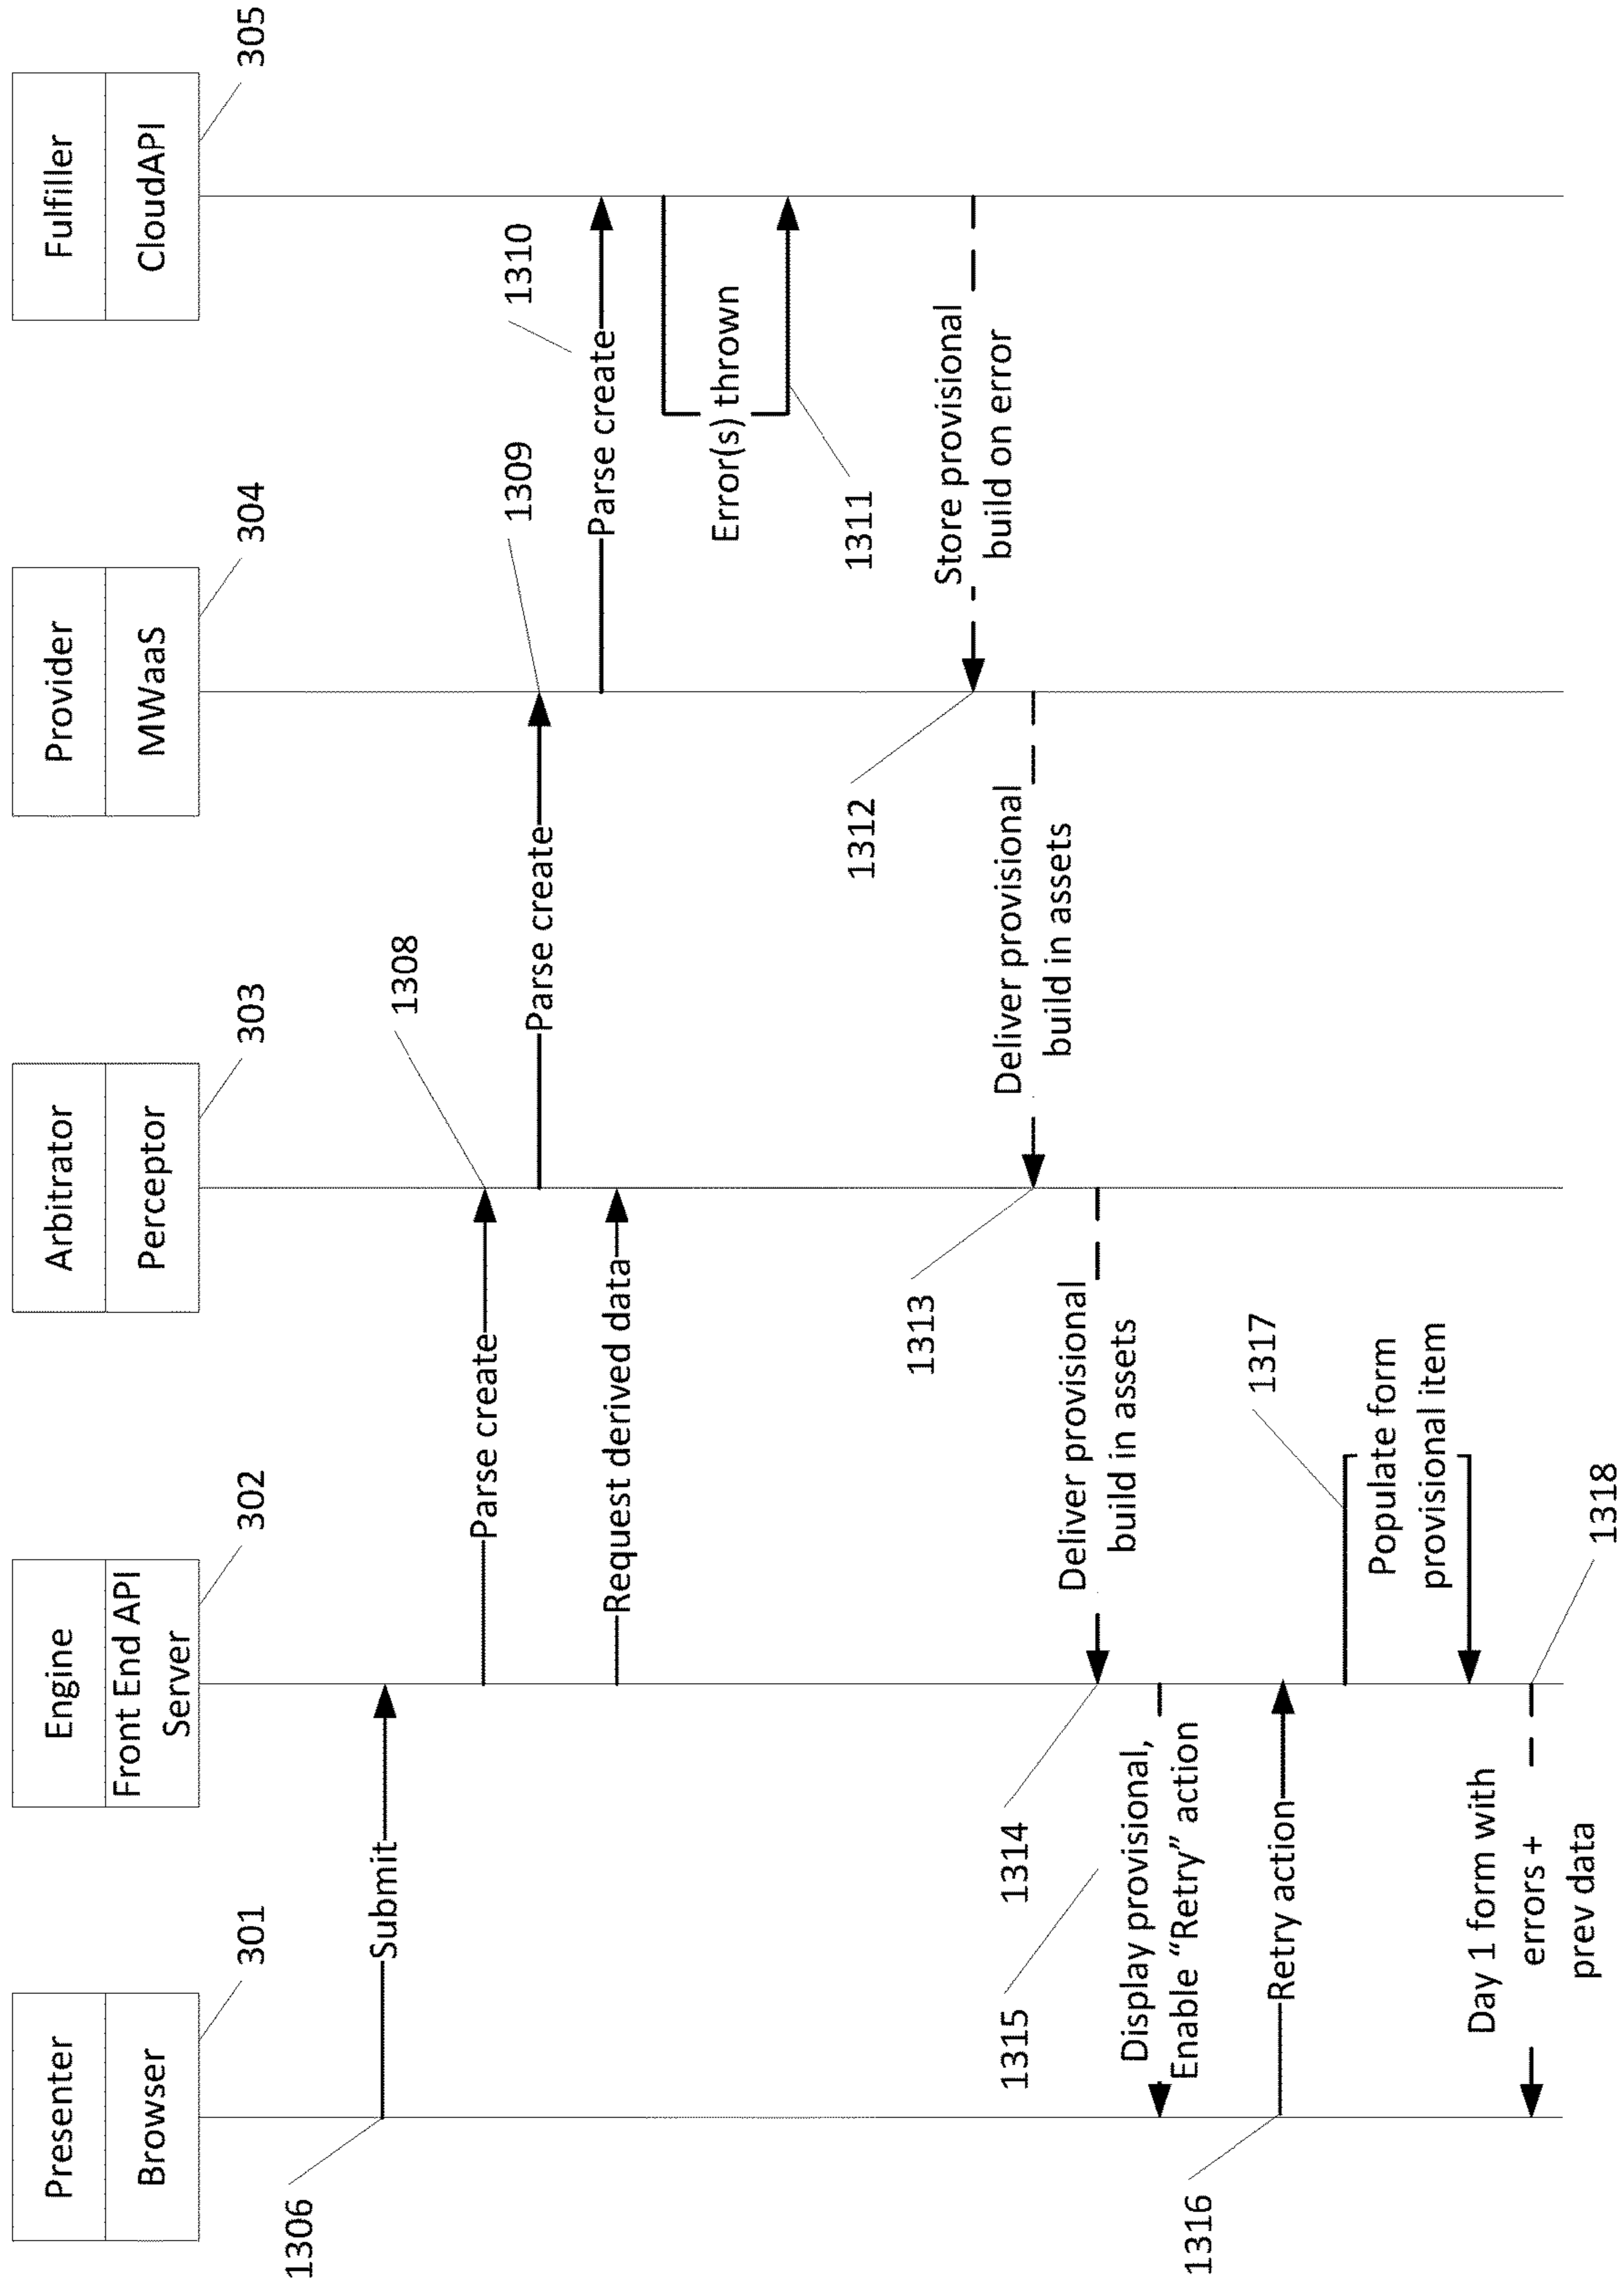 Presenter
Browser
301
Engine
Front End API
Server
302
Arbitrator
Perceptor
303
Provider
MWaaS
304
Fulfiller
CloudAPI
305
1306
Submit
Parse create
1308
Parse create
1309
Parse create
1310
Request derived data
Error(s) thrown
1311
Store provisional
build on error
1312
Deliver provisional
build in assets
1313
Deliver provisional
build in assets
1314
1315
Display provisional,
Enable “Retry” action
1316
Retry action
1317
Populate form
provisional item
Day 1 form with
errors +
prev data
1318